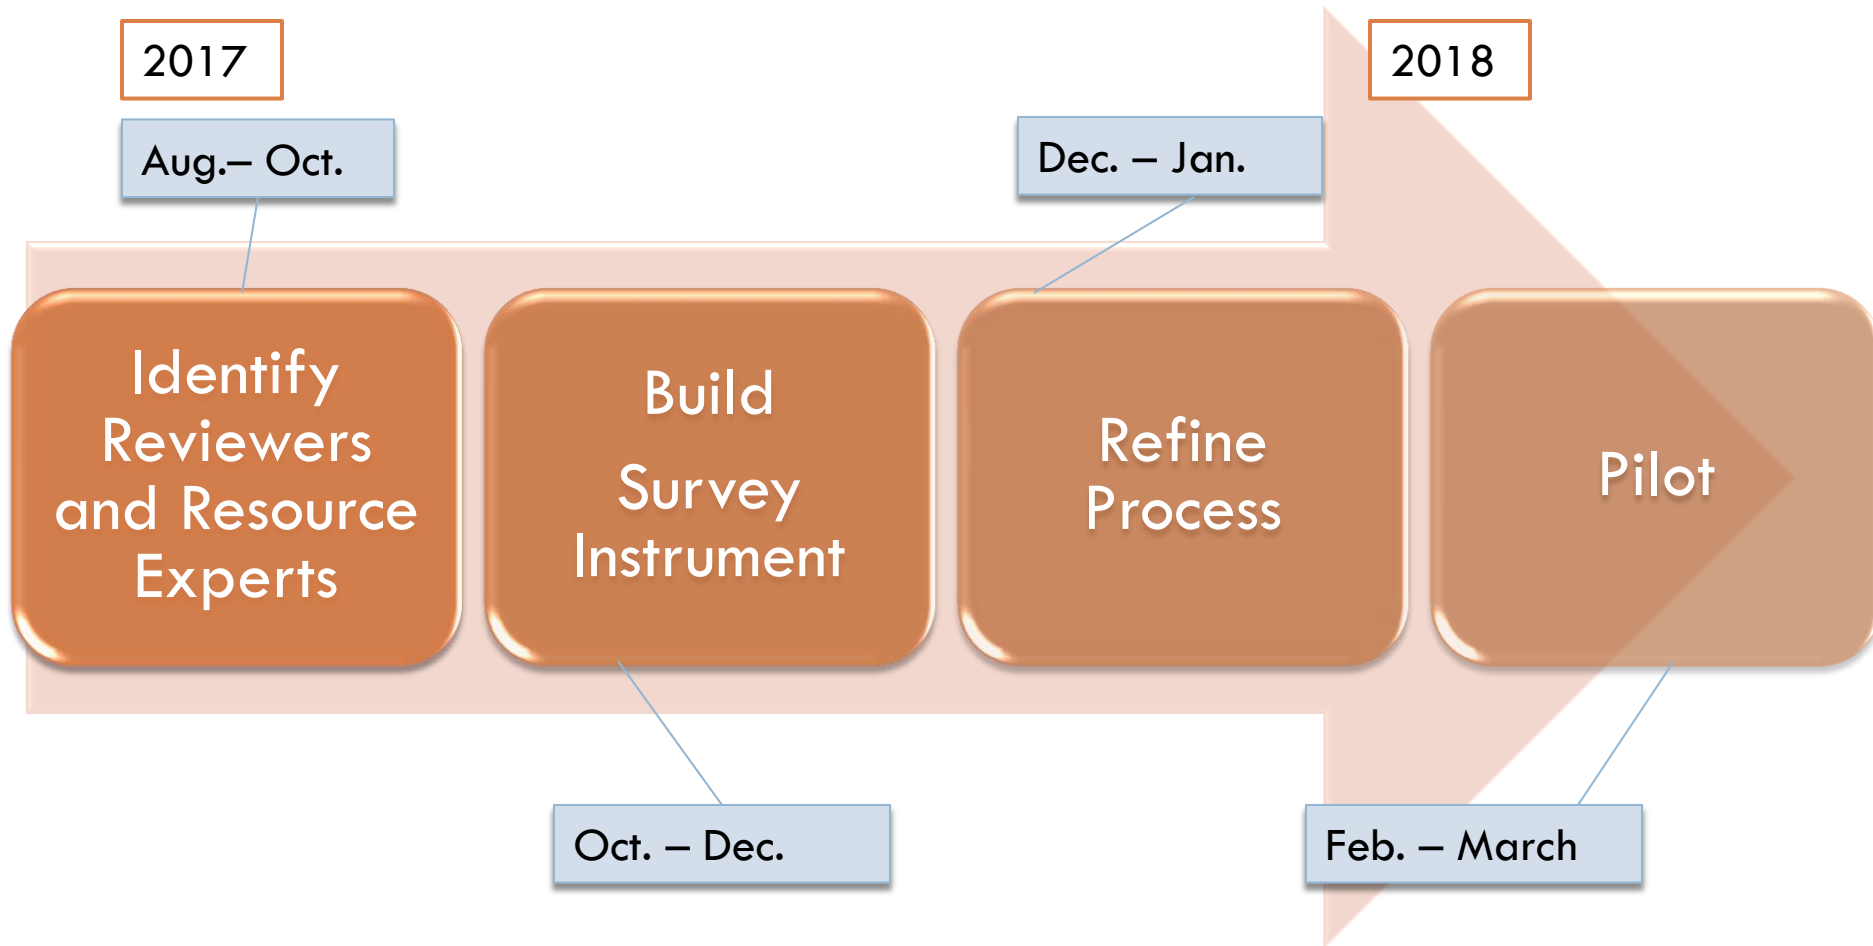 2017
2018
Aug.– Oct.
Dec. – Jan.
Identify
Reviewers
and Resource
Experts
Build
Survey
Instrument
Refine
Process
Pilot
Oct. – Dec.
Feb. – March